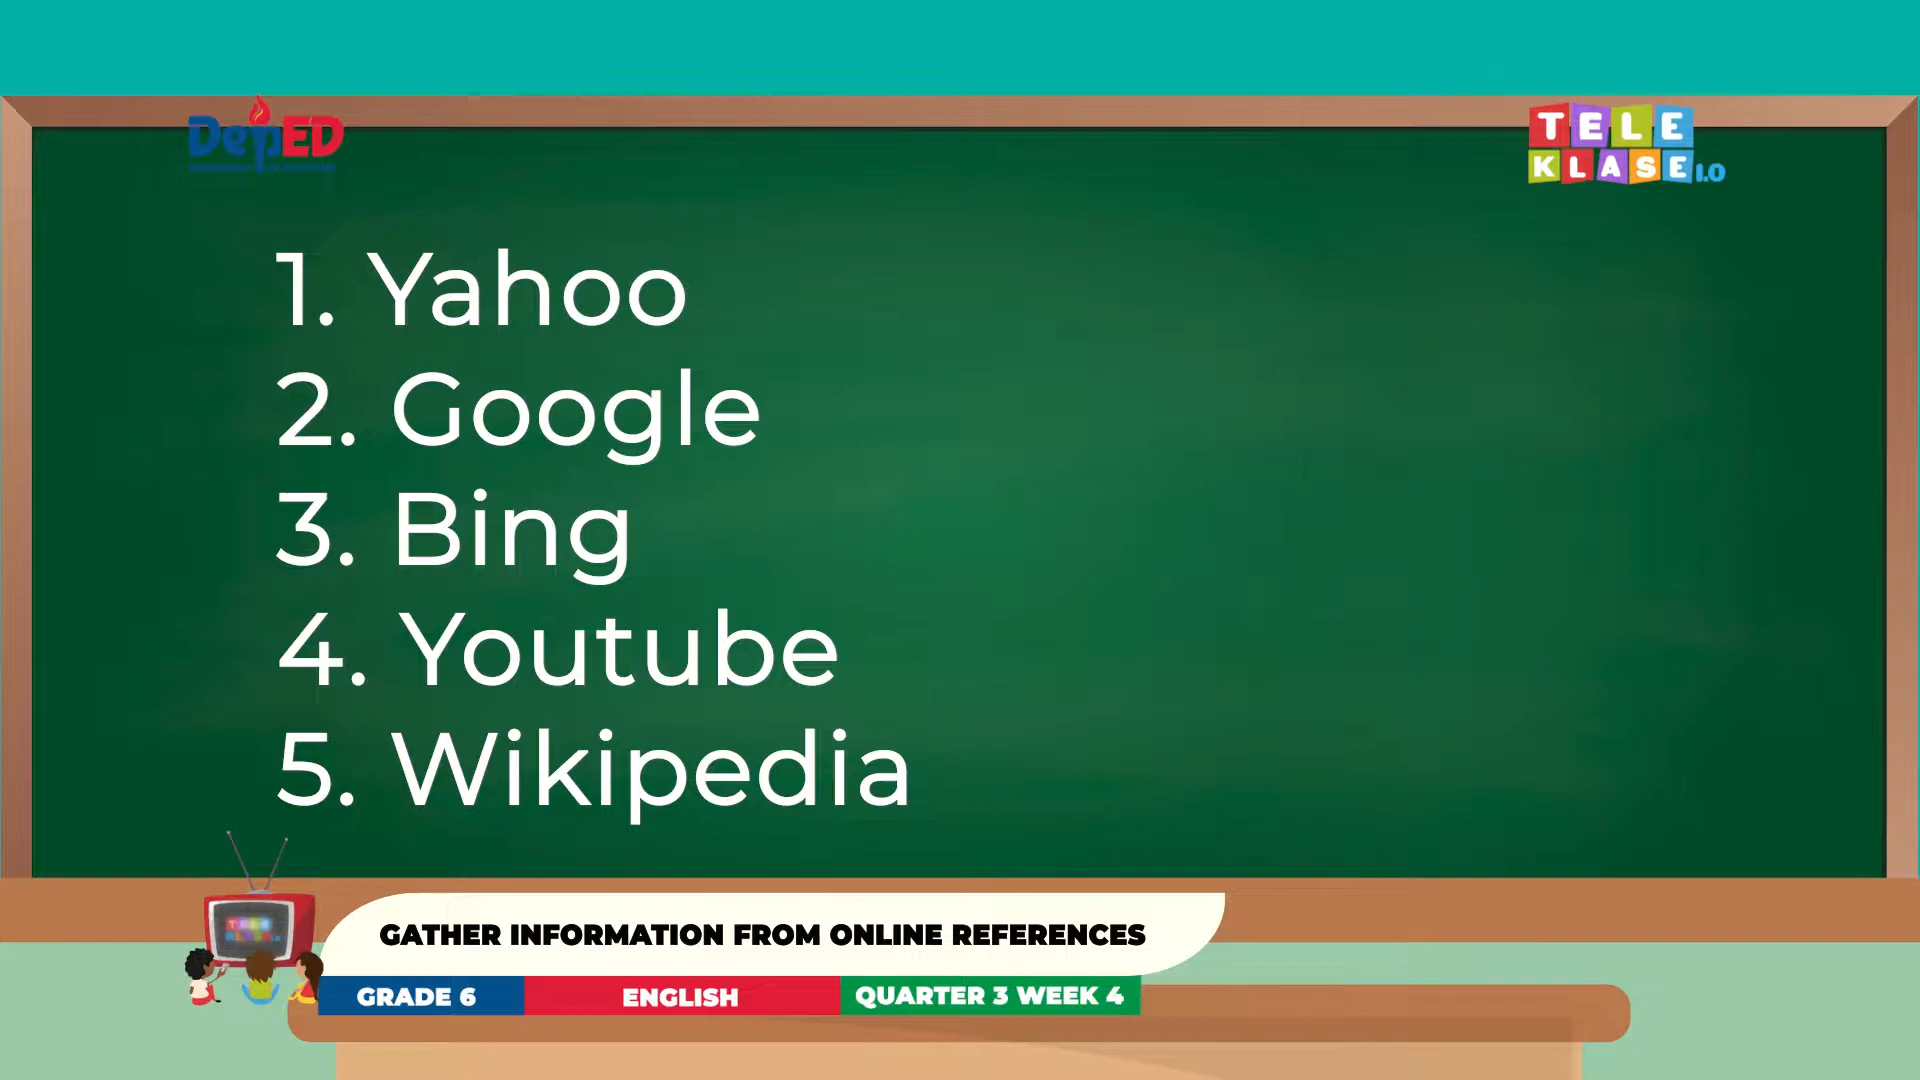 DepED
TELE
KLASE 1.0
1. Yahoo
2. Google
3. Bing
4. Youtube
5. Wikipedia
GATHER INFORMATION FROM ONLINE REFERENCES
GRADE 6
ENGLISH
QUARTER 3 WEEK 4